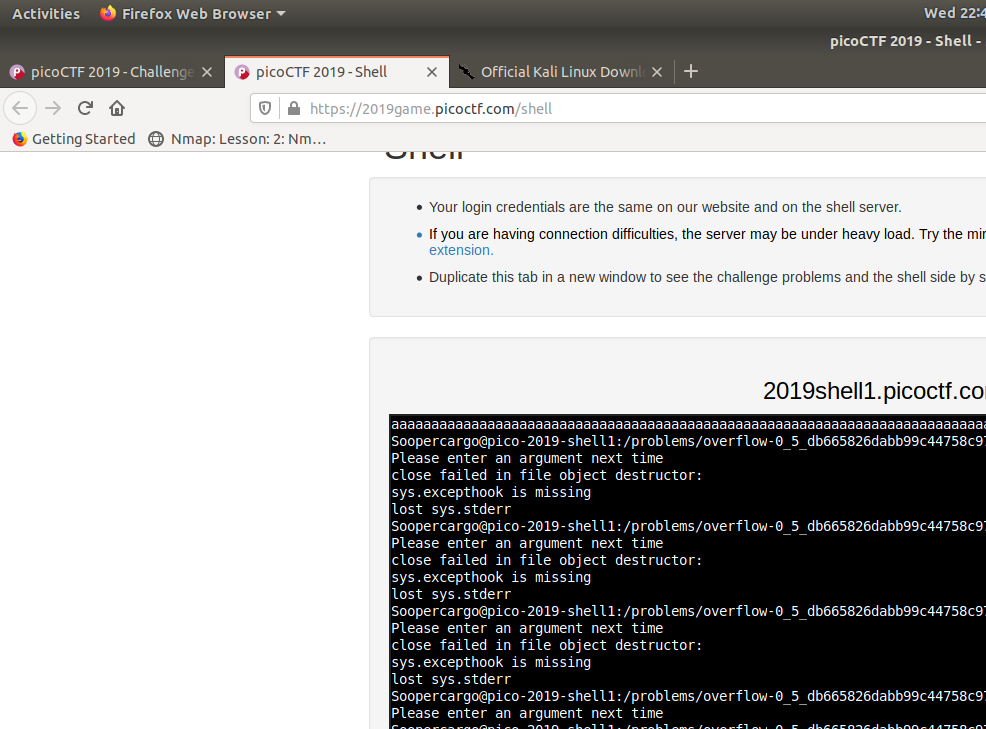 Activities Firefox Web Browser Wed 22:4
picoCTF 2019 - Shell -
picoCTF 2019 - Challenge picoCTF 2019 - Shell Official Kali Linux Downl
https://2019game.picoctf.com/shell
Getting Started Nmap: Lesson: 2: Nm…
Shell
Your login credentials are the same on our website and on the shell server.
If you are having connection difficulties, the server may be under heavy load. Try the mir
extension.
Duplicate this tab in a new window to see the challenge problems and the shell side by s
2019shell1.picoctf.co
aaaaaaaaaaaaaaaaaaaaaaaaaaaaaaaaaaaaaaaaaaaaaaaaaaaaaaaaaaaaaaaaaaaaaaaaaaa
Soopercargo@pico-2019-shell1:/problems/overflow-0_5_db665826dabb99c44758c97
Please enter an argument next time
close failed in file object destructor:
sys.excepthook is missing
lost sys.stderr
Soopercargo@pico-2019-shell1:/problems/overflow-0_5_db665826dabb99c44758c97
Please enter an argument next time
close failed in file object destructor:
sys.excepthook is missing
lost sys.stderr
Soopercargo@pico-2019-shell1:/problems/overflow-0_5_db665826dabb99c44758c97
Please enter an argument next time
close failed in file object destructor:
sys.excepthook is missing
lost sys.stderr
Soopercargo@pico-2019-shell1:/problems/overflow-0_5_db665826dabb99c44758c97
Please enter an argument next time